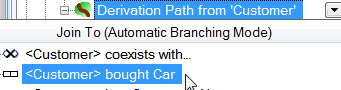 Derivation Path from 'Customer'
Join To (Automatic Branching Mode)
<Customer> coexists with...
<Customer> bought Car